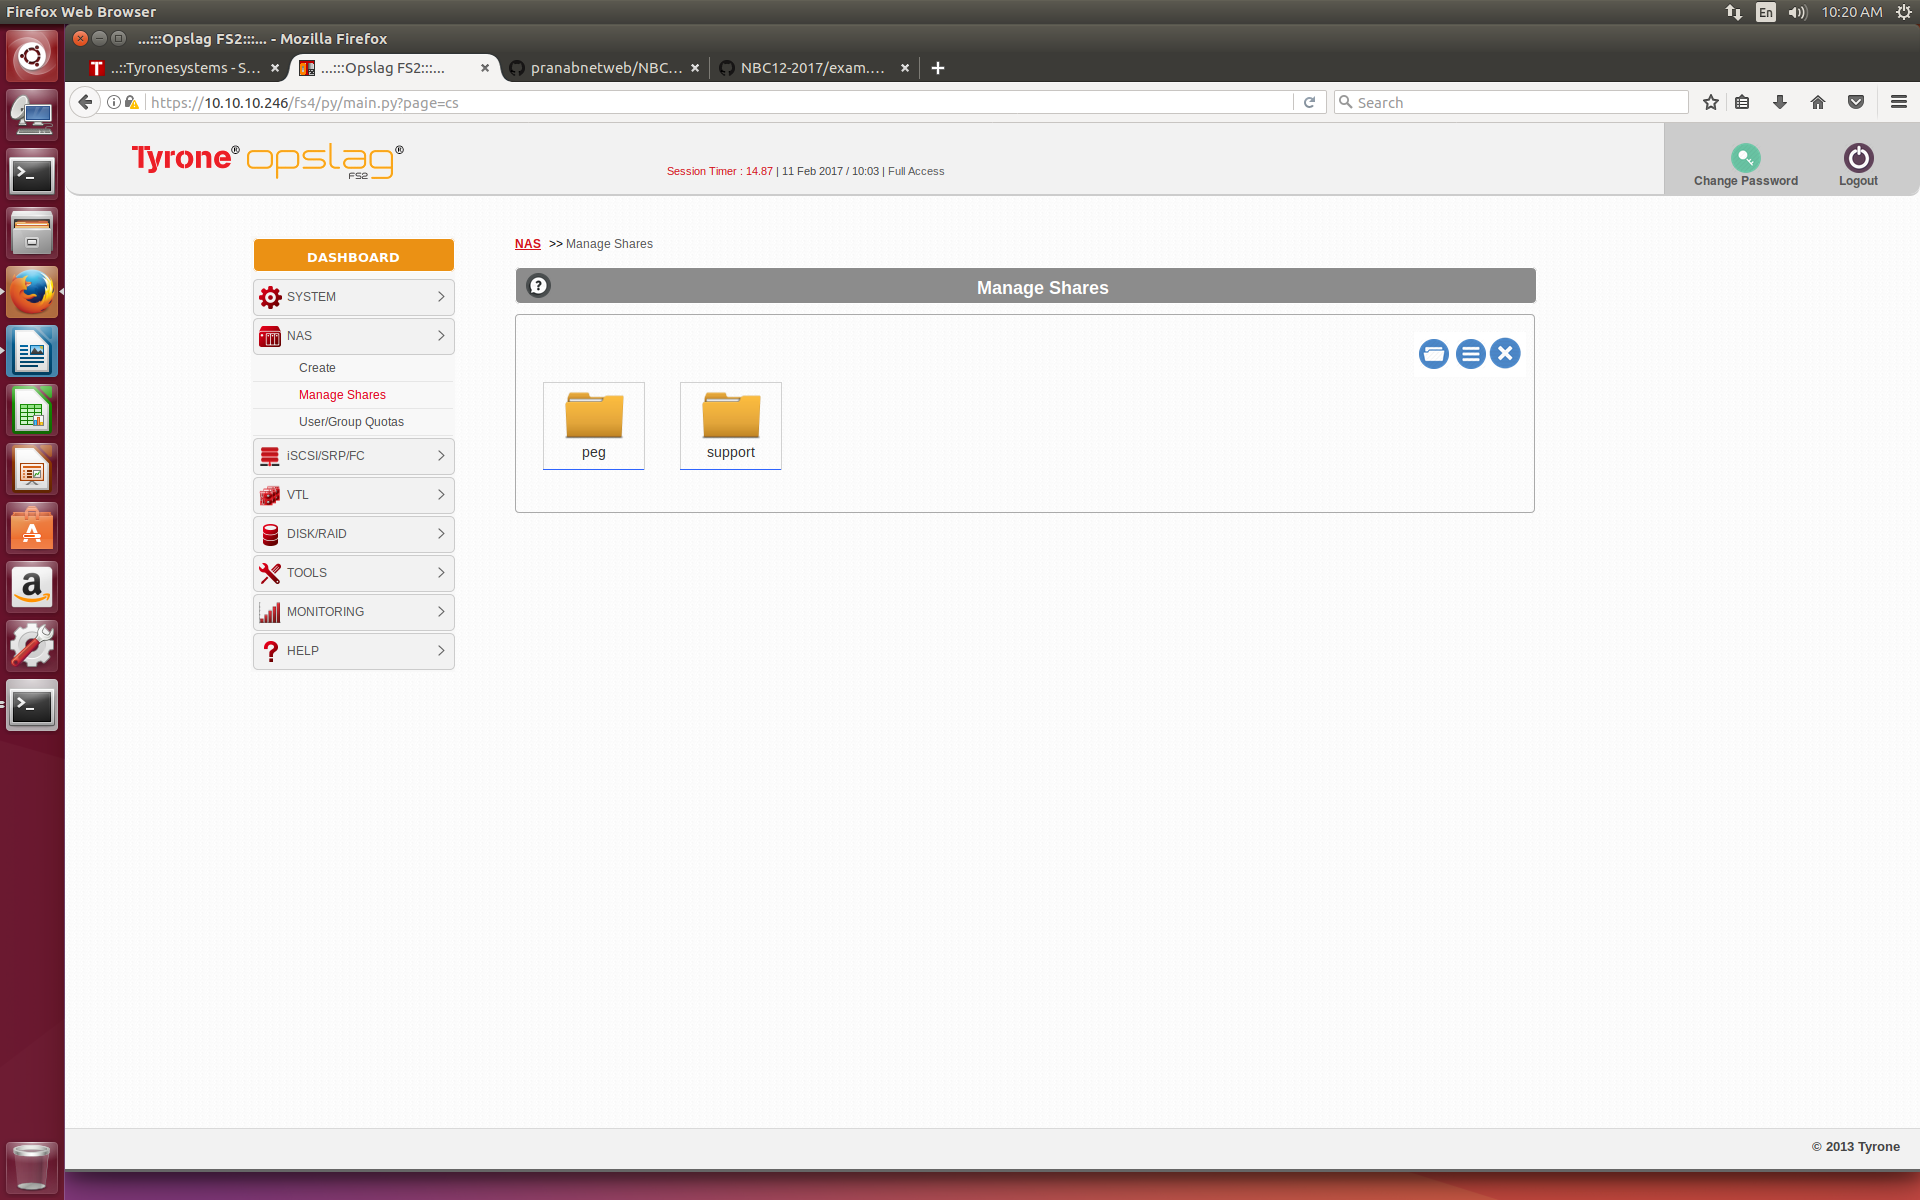 Firefox Web Browser
En
10:20 AM
...:::Opslag FS2:::... - Mozilla Firefox
..::Tyronesystems - S...
...:::Opslag FS2:::...
pranabnetweb/NBC...
NBC12-2017/exam....
https://10.10.10.246/fs4/py/main.py?page=cs
Search
Tyrone® opslag®
FS2
Session Timer : 14.87 | 11 Feb 2017 / 10:03 | Full Access
Change Password
Logout
DASHBOARD
SYSTEM
NAS
Create
Manage Shares
User/Group Quotas
iSCSI/SRP/FC
VTL
DISK/RAID
TOOLS
MONITORING
HELP
NAS >> Manage Shares
Manage Shares
peg
support
© 2013 Tyrone